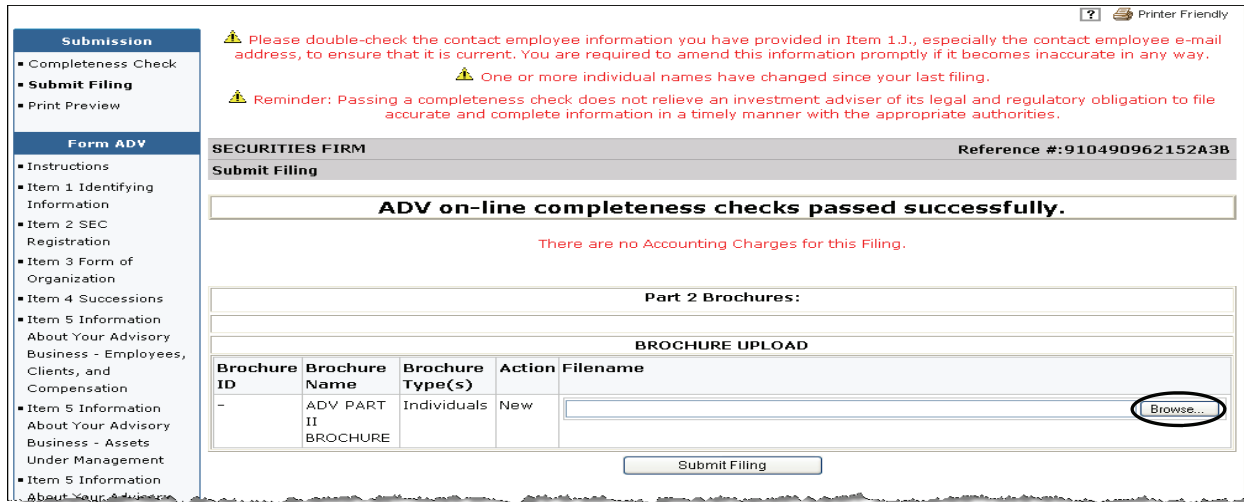 ? Printer Friendly
Submission
Completeness Check
Submit Filing
Print Preview
Form ADV
Instructions
Item 1 Identifying
Information
Item 2 SEC
Registration
Item 3 Form of
Organization
Item 4 Successions
Item 5 Information
About Your Advisory
Business - Employees,
Clients, and
Compensation
Item 5 Information
About Your Advisory
Business - Assets
Under Management
Item 5 Information
About Your Advisory
Please double-check the contact employee information you have provided in Item 1.J., especially the contact employee e-mail
address, to ensure that it is current. You are required to amend this information promptly if it becomes inaccurate in any way.
One or more individual names have changed since your last filing.
Reminder: Passing a completeness check does not relieve an investment adviser of its legal and regulatory obligation to file
accurate and complete information in a timely manner with the appropriate authorities.
SECURITIES FIRM Reference #:910490962152A3B
Submit Filing
ADV on-line completeness checks passed successfully.
There are no Accounting Charges for this Filing.
Part 2 Brochures:
BROCHURE UPLOAD
Brochure Brochure Brochure Action Filename
ID Name Type(s)
- ADV PART Individuals New Browse...
II
BROCHURE
Submit Filing